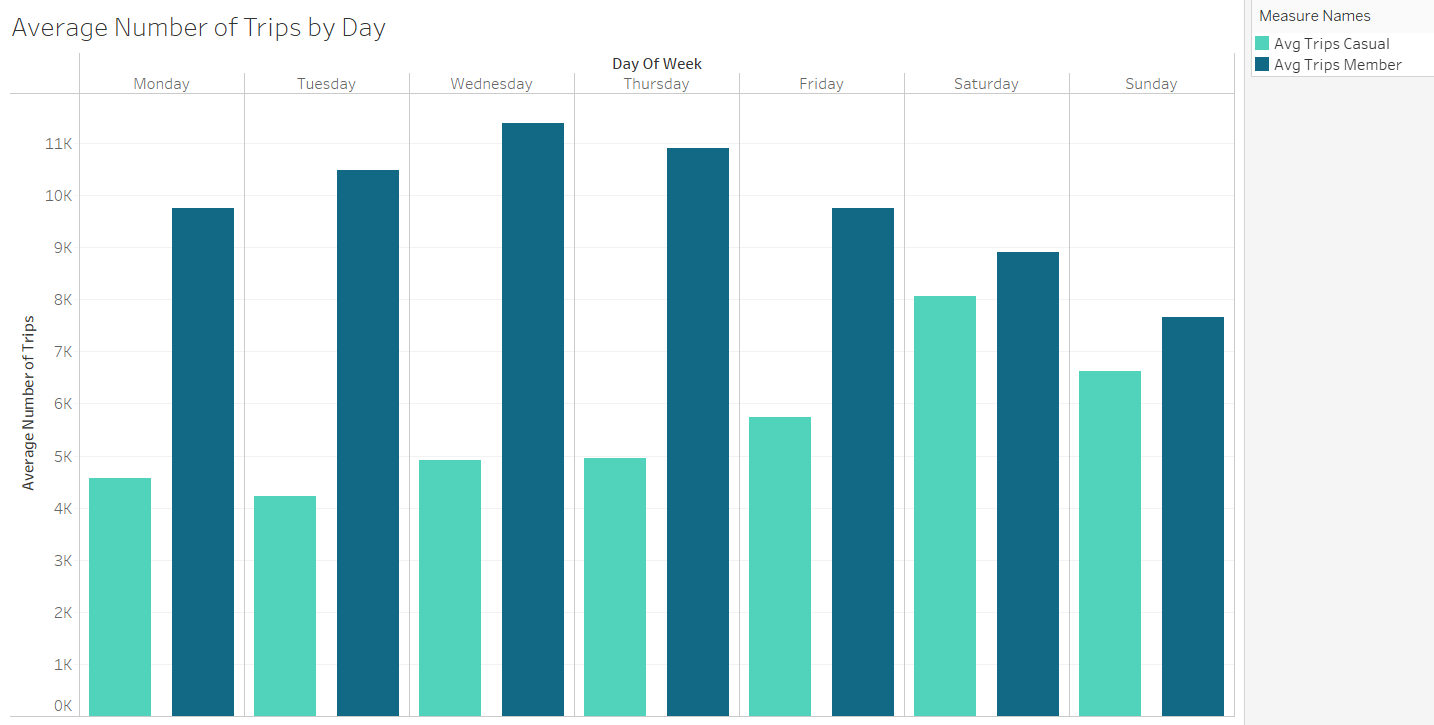 Average Number of Trips by Day
Measure Names
Avg Trips Casual
Avg Trips Member
Day Of Week
Monday Tuesday Wednesday Thursday Friday Saturday Sunday
Average Number of Trips
11K
10K
9K
8K
7K
6K
5K
4K
3K
2K
1K
0K